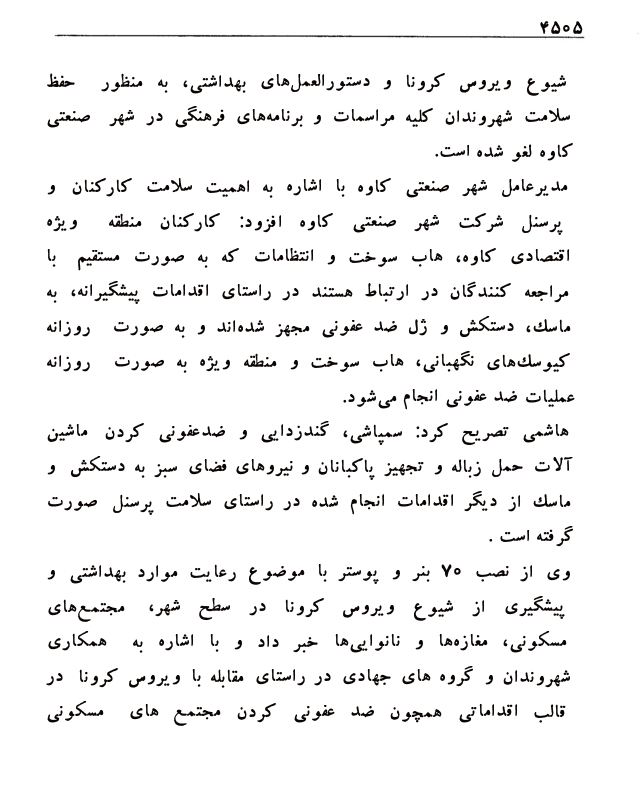 ۴۵۰۵
شیوع ویروس کرونا و دستورالعمل‌های بهداشتی، به منظور حفظ
سلامت شهروندان کلیه مراسمات و برنامه‌های فرهنگی در شهر صنعتی
کاوه لغو شده است.
مدیرعامل شهر صنعتی کاوه با اشاره به اهمیت سلامت کارکنان و
پرسنل شرکت شهر صنعتی کاوه افزود: کارکنان منطقه ویژه
اقتصادی کاوه، هاب سوخت و انتظامات که به صورت مستقیم با
مراجعه کنندگان در ارتباط هستند در راستای اقدامات پیشگیرانه، به
ماسک، دستکش و ژل ضد عفونی مجهز شده‌اند و به صورت روزانه
کیوسک‌های نگهبانی، هاب سوخت و منطقه ویژه به صورت روزانه
عملیات ضد عفونی انجام می‌شود.
هاشمی تصریح کرد: سمپاشی، گندزدایی و ضدعفونی کردن ماشین
آلات حمل زباله و تجهیز پاکبانان و نیروهای فضای سبز به دستکش و
ماسک از دیگر اقدامات انجام شده در راستای سلامت پرسنل صورت
گرفته است .
وی از نصب ۷۰ بنر و پوستر با موضوع رعایت موارد بهداشتی و
پیشگیری از شیوع ویروس کرونا در سطح شهر، مجتمع‌های
مسکونی، مغازه‌ها و نانوایی‌ها خبر داد و با اشاره به همکاری
شهروندان و گروه های جهادی در راستای مقابله با ویروس کرونا در
قالب اقداماتی همچون ضد عفونی کردن مجتمع های مسکونی